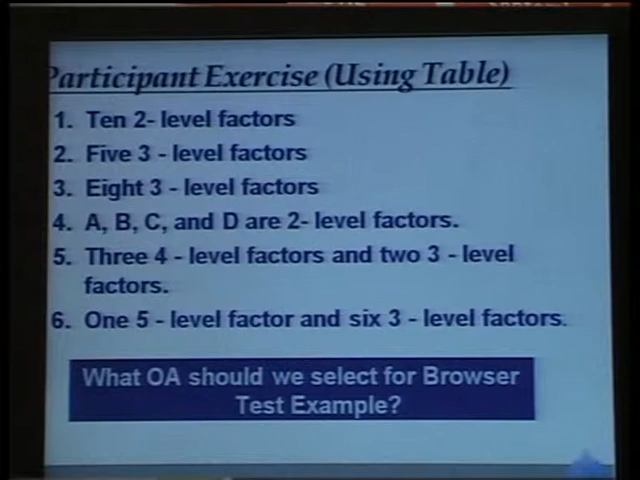 Participant Exercise (Using Table)
1. Ten 2- level factors
2. Five 3 - level factors
3. Eight 3 - level factors
4. A, B, C, and D are 2- level factors.
5. Three 4 - level factors and two 3 - level
factors.
6. One 5 - level factor and six 3 - level factors.
What OA should we select for Browser
Test Example?